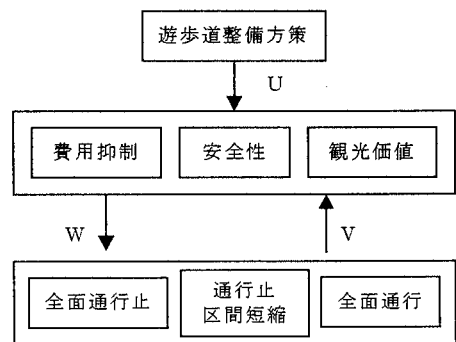 遊歩道整備方策
U
費用抑制
安全性
観光価値
W
V
全面通行止
通行止
区間短縮
全面通行